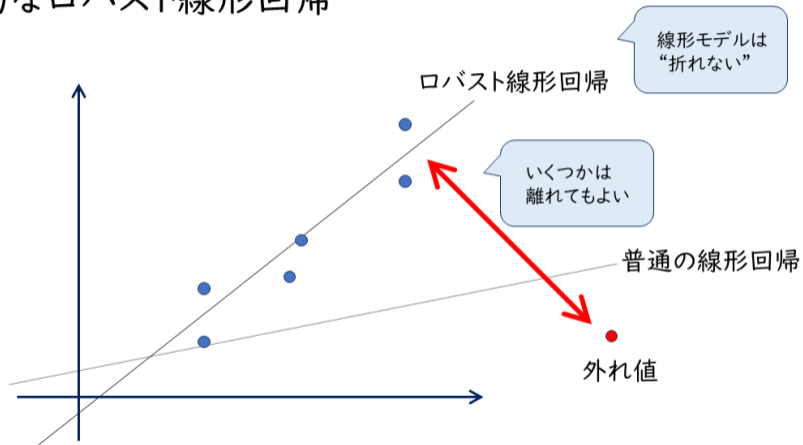 なロバスト線形回帰
線形モデルは
“折れない”
ロバスト線形回帰
いくつかは
離れてもよい
普通の線形回帰
外れ値